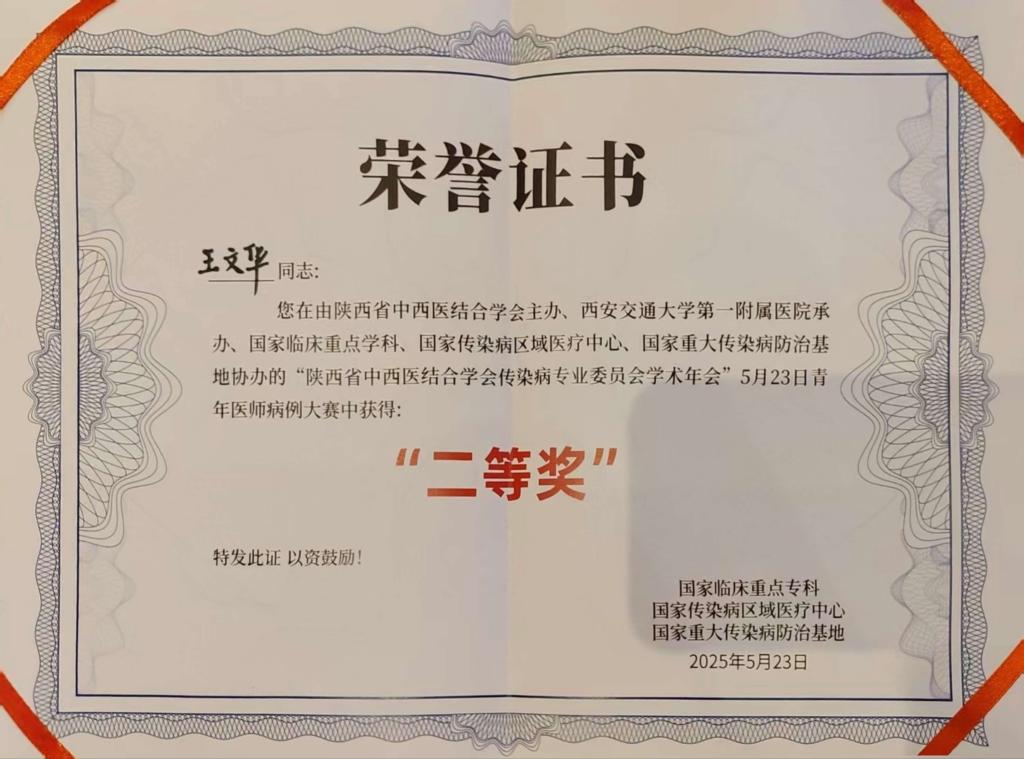 荣誉证书
王文华 同志:
您在由陕西省中西医结合学会主办、西安交通大学第一附属医院承
办、国家临床重点学科、国家传染病区域医疗中心、国家重大传染病防治基
地协办的“陕西省中西医结合学会传染病专业委员会学术年会”5月23日青
年医师病例大赛中获得:
“二等奖”
特发此证 以资鼓励!
国家临床重点专科
国家传染病区域医疗中心
国家重大传染病防治基地
2025年5月23日